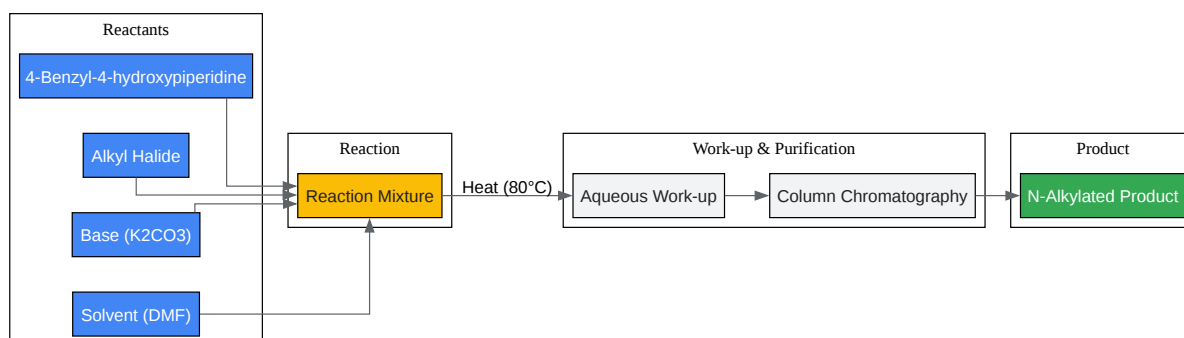 Reactants
4-Benzyl-4-hydroxypiperidine
Alkyl Halide
Base (K2CO3)
Solvent (DMF)
Reaction
Reaction Mixture
Heat (80°C)
Work-up & Purification
Aqueous Work-up
Column Chromatography
Product
N-Alkylated Product